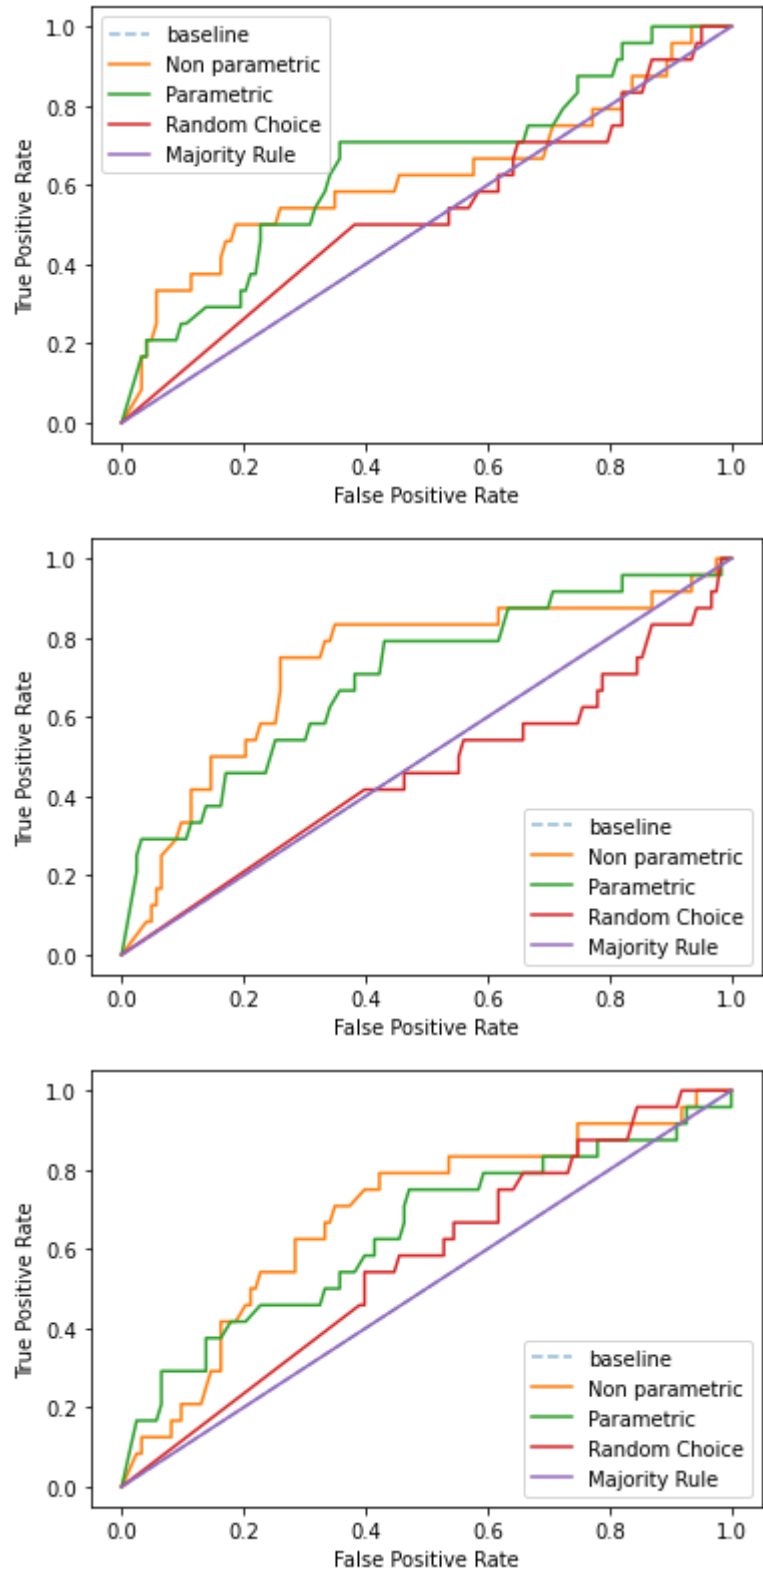 1.0
0.8
0.6
0.4
0.2
0.0
True Positive Rate
baseline
Non parametric
Parametric
Random Choice
Majority Rule
0.0 0.2 0.4 0.6 0.8 1.0
False Positive Rate
1.0
0.8
0.6
0.4
0.2
0.0
True Positive Rate
baseline
Non parametric
Parametric
Random Choice
Majority Rule
0.0 0.2 0.4 0.6 0.8 1.0
False Positive Rate
1.0
0.8
0.6
0.4
0.2
0.0
True Positive Rate
baseline
Non parametric
Parametric
Random Choice
Majority Rule
0.0 0.2 0.4 0.6 0.8 1.0
False Positive Rate